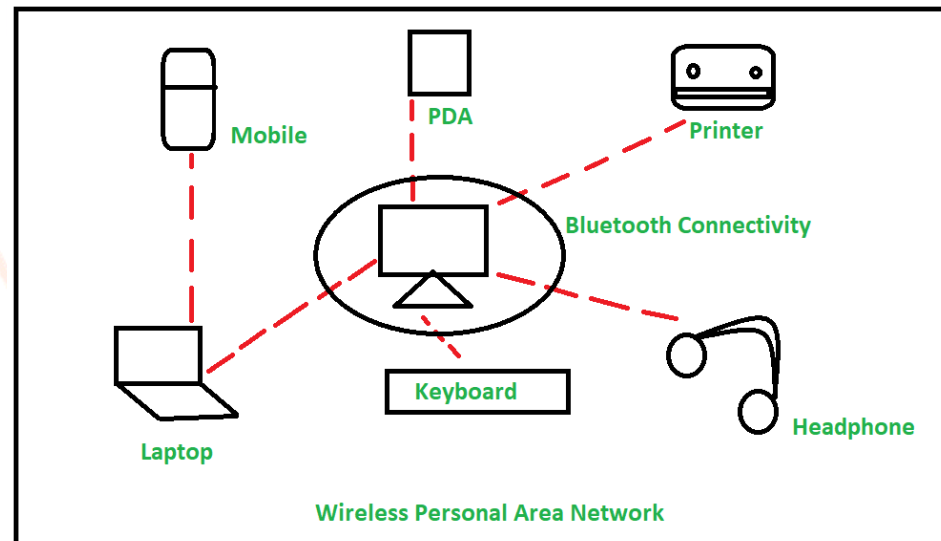 PDA
Mobile
Printer
Bluetooth Connectivity
Keyboard
Headphone
Laptop
Wireless Personal Area Network